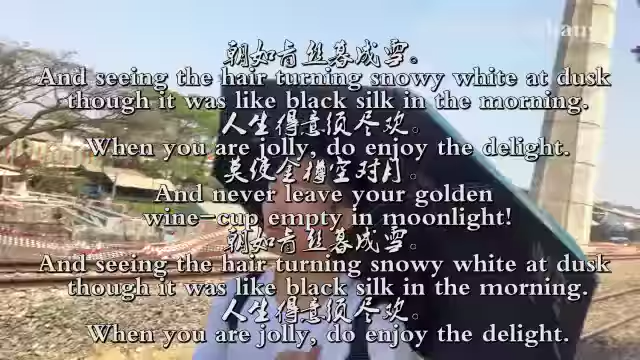 朝如青丝暮成雪。
And seeing the hair turning snowy white at dusk
though it was like black silk in the morning.
人生得意须尽欢。
When you are jolly, do enjoy the delight.
莫使金樽空对月。
And never leave your golden
wine-cup empty in moonlight!
朝如青丝暮成雪。
And seeing the hair turning snowy white at dusk
though it was like black silk in the morning.
人生得意须尽欢。
When you are jolly, do enjoy the delight.